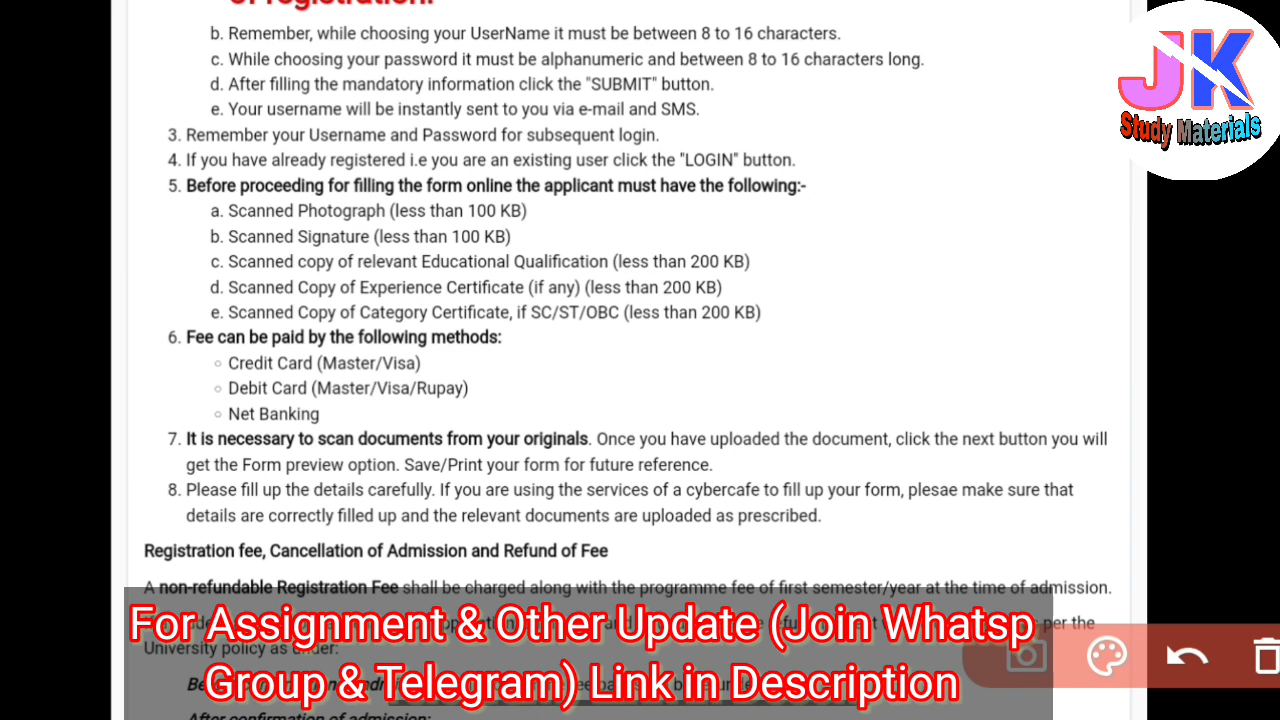 of registration.
b. Remember, while choosing your UserName it must be between 8 to 16 characters.
c. While choosing your password it must be alphanumeric and between 8 to 16 characters long.
d. After filling the mandatory information click the "SUBMIT" button.
e. Your username will be instantly sent to you via e-mail and SMS.
3. Remember your Username and Password for subsequent login.
4. If you have already registered i.e you are an existing user click the "LOGIN" button.
5. Before proceeding for filling the form online the applicant must have the following:-
a. Scanned Photograph (less than 100 KB)
b. Scanned Signature (less than 100 KB)
c. Scanned copy of relevant Educational Qualification (less than 200 KB)
d. Scanned Copy of Experience Certificate (if any) (less than 200 KB)
e. Scanned Copy of Category Certificate, if SC/ST/OBC (less than 200 KB)
6. Fee can be paid by the following methods:
Credit Card (Master/Visa)
Debit Card (Master/Visa/Rupay)
Net Banking
7. It is necessary to scan documents from your originals. Once you have uploaded the document, click the next button you will
get the Form preview option. Save/Print your form for future reference.
8. Please fill up the details carefully. If you are using the services of a cybercafe to fill up your form, plesae make sure that
details are correctly filled up and the relevant documents are uploaded as prescribed.
Registration fee, Cancellation of Admission and Refund of Fee
A non-refundable Registration Fee shall be charged along with the programme fee of first semester/year at the time of admission.
per the
University policy as under:
After confirmation of admission:
For Assignment & Other Update (Join Whatsp
Group & Telegram) Link in Description
JK
Study Materials